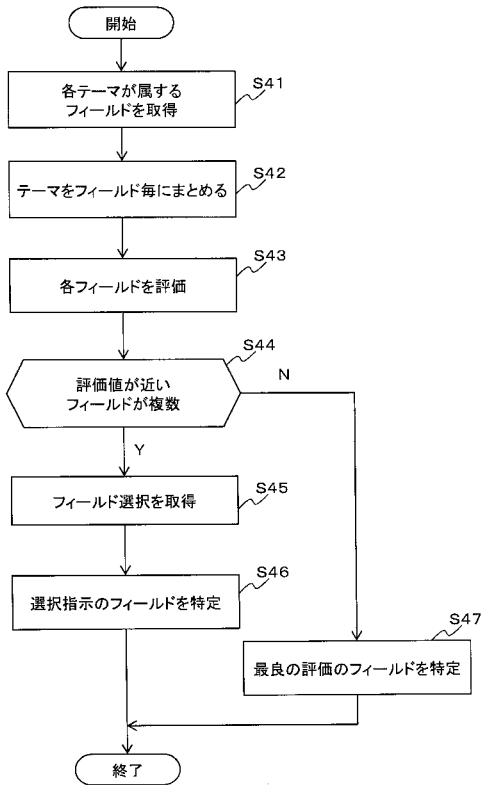 開始
各テーマが属する
フィールドを取得
S41
テーマをフィールド毎にまとめる
S42
各フィールドを評価
S43
評価値が近い
フィールドが複数
S44
N
Y
フィールド選択を取得
S45
選択指示のフィールドを特定
S46
最良の評価のフィールドを特定
S47
終了